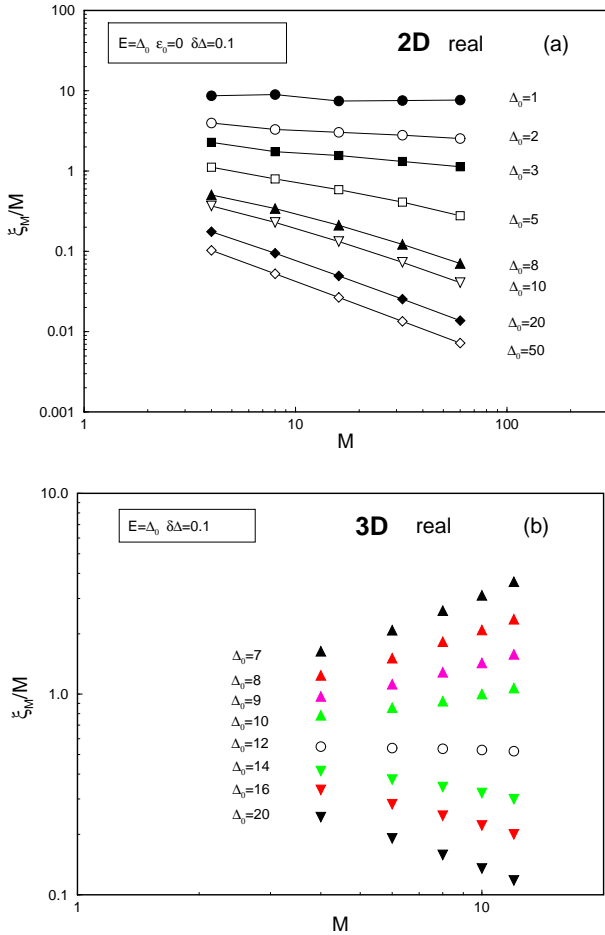 100
E=Δ₀ ε₀=0 δΔ=0.1
2D real (a)
10
Δ₀=1
Δ₀=2
Δ₀=3
1
Δ₀=5
ξ_M/M
0.1
Δ₀=8
Δ₀=10
Δ₀=20
0.01
Δ₀=50
0.001
1 10 100
M
10.0
E=Δ₀ δΔ=0.1
3D real (b)
Δ₀=7
Δ₀=8
ξ_M/M
1.0
Δ₀=9
Δ₀=10
Δ₀=12
Δ₀=14
Δ₀=16
Δ₀=20
0.1
1 10
M